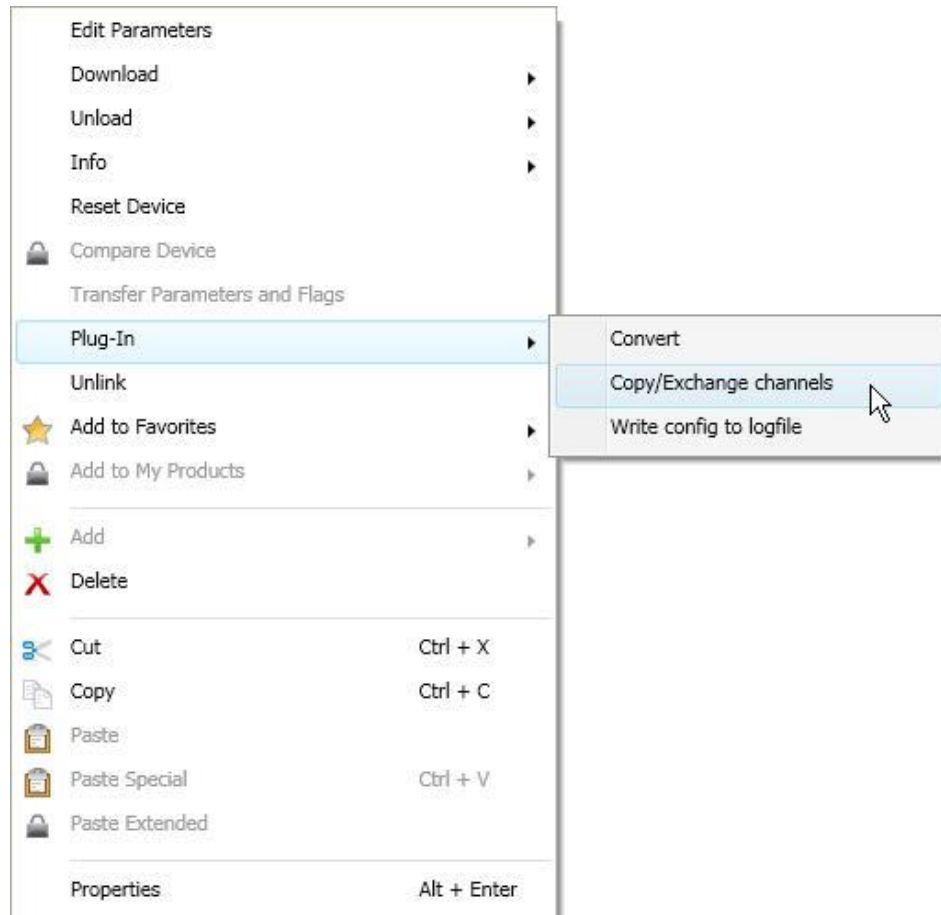 Edit Parameters
Download
Unload
Info
Reset Device
Compare Device
Transfer Parameters and Flags
Plug-In
Convert
Unlink
Copy/Exchange channels
Add to Favorites
Write config to logfile
Add to My Products
Add
Delete
Cut Ctrl + X
Copy Ctrl + C
Paste
Paste Special Ctrl + V
Paste Extended
Properties Alt + Enter